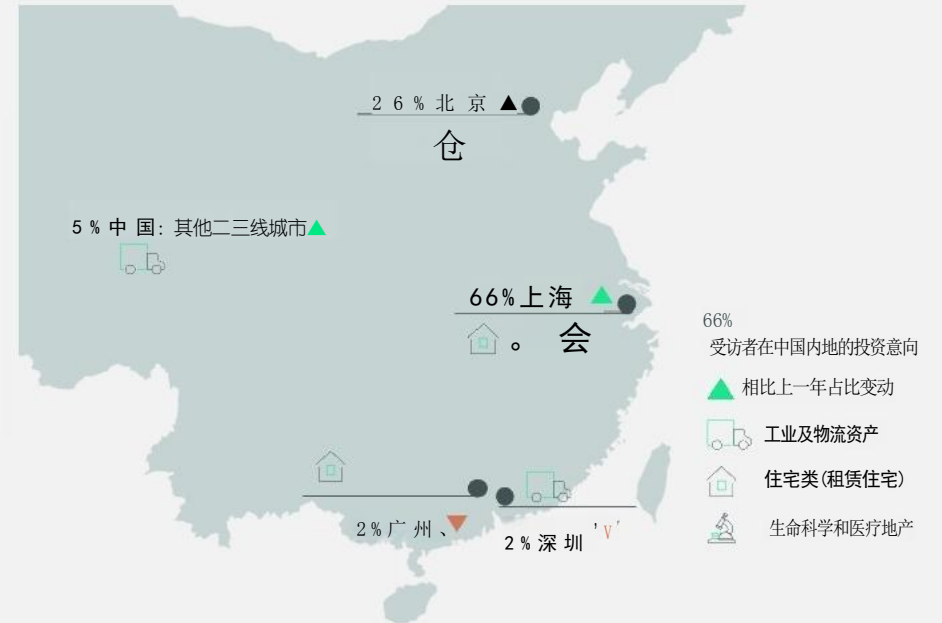 26%北京▲
仓
5%中国：其他二三线城市▲
66%上海 ▲
。会
66%
受访者在中国内地的投资意向
▲ 相比上一年占比变动
工业及物流资产
住宅类(租赁住宅)
生命科学和医疗地产
2%广州、▼
2%深圳 'V'